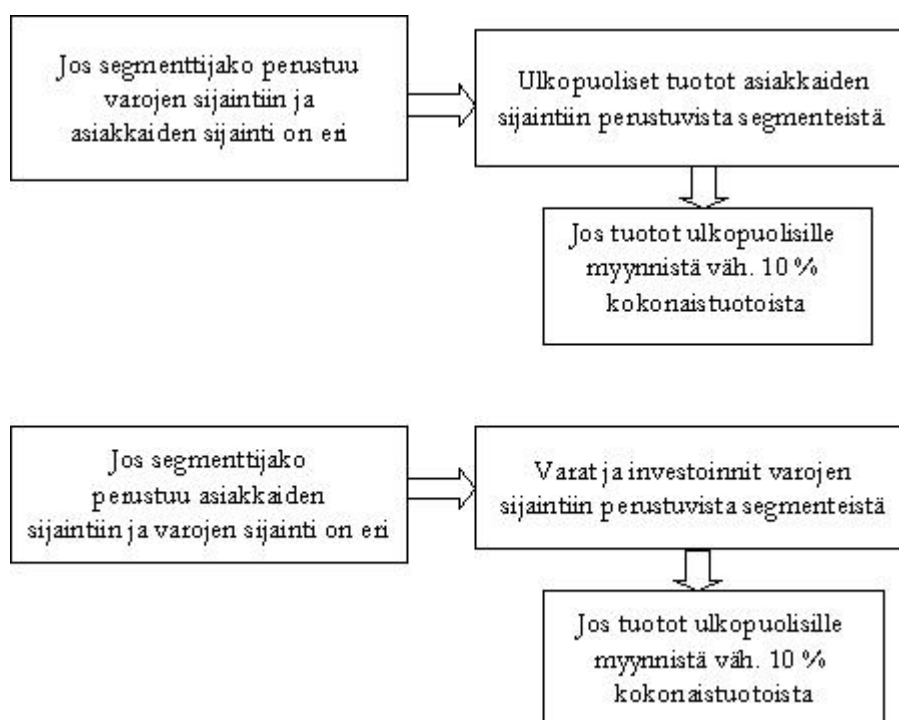 Jos segmenttijako perustuu
varojen sijaintiin ja
asiakkaiden sijainti on eri
Ulkopuoliset tuotot asiakkaiden
sijaintiin perustuvista segmenteistä
Jos tuotot ulkopuolisille
myynnistä väh. 10 %
kokonaistuotoista
Jos segmenttijako
perustuu asiakkaiden
sijaintiin ja varojen sijainti on eri
Varat ja investoinnit varojen
sijaintiin perustuvista segmenteistä
Jos tuotot ulkopuolisille
myynnistä väh. 10 %
kokonaistuotoista